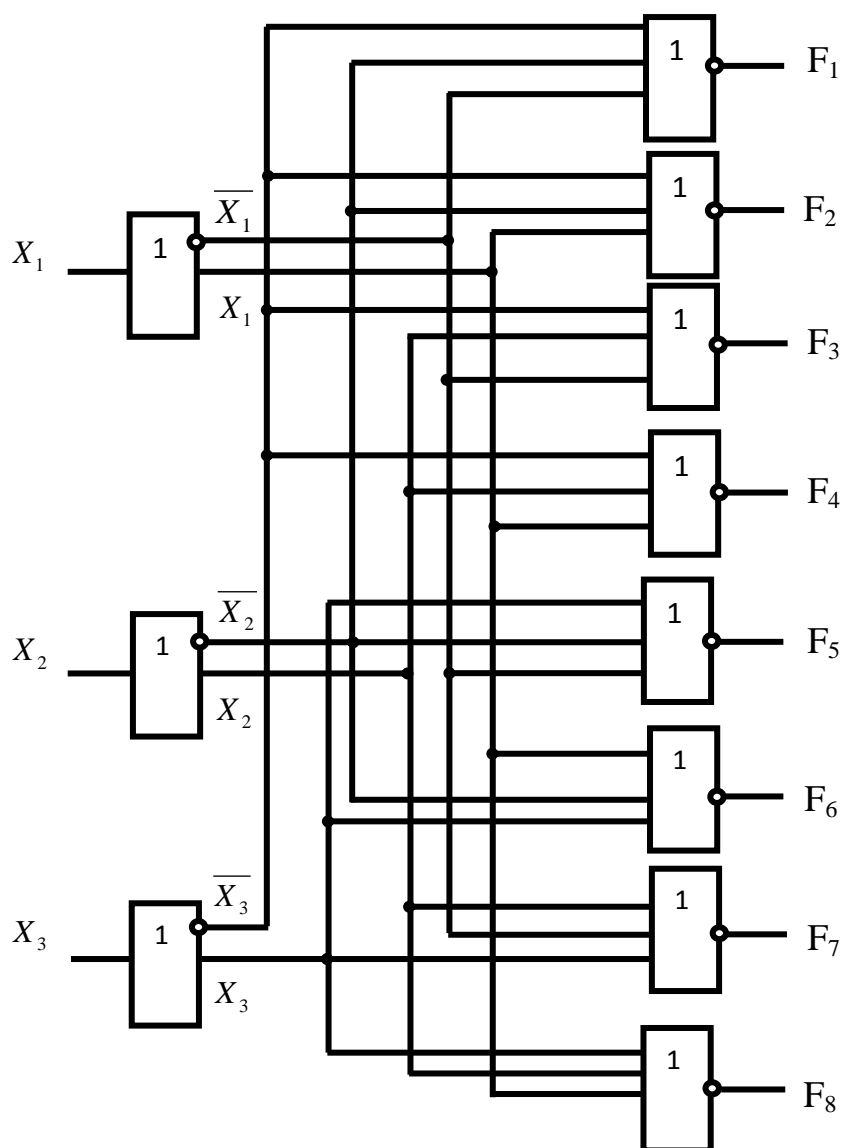 1
F₁
1
F₂
X̅₁
1
X₁
X₁
1
F₃
1
F₄
1
F₅
X̅₂
1
X₂
X₂
1
F₆
1
F₇
X̅₃
1
X₃
X₃
1
F₈